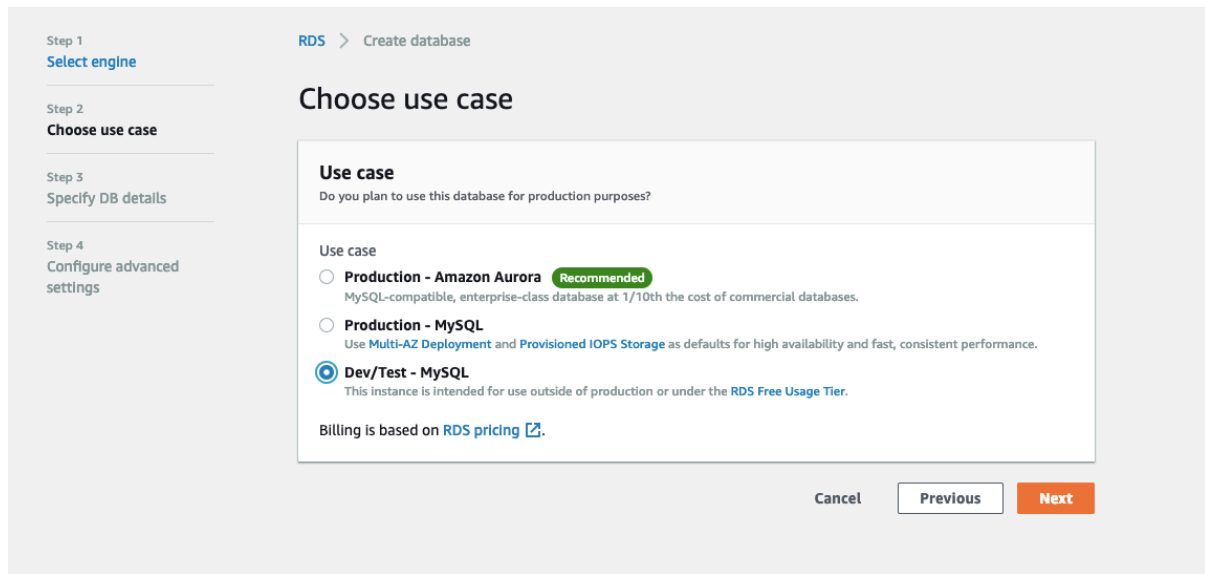 Step 1
Select engine
Step 2
Choose use case
Step 3
Specify DB details
Step 4
Configure advanced
settings
RDS > Create database
Choose use case
Use case
Do you plan to use this database for production purposes?
Use case
Production - Amazon Aurora Recommended
MySQL-compatible, enterprise-class database at 1/10th the cost of commercial databases.
Production - MySQL
Use Multi-AZ Deployment and Provisioned IOPS Storage as defaults for high availability and fast, consistent performance.
Dev/Test - MySQL
This instance is intended for use outside of production or under the RDS Free Usage Tier.
Billing is based on RDS pricing.
Cancel Previous Next